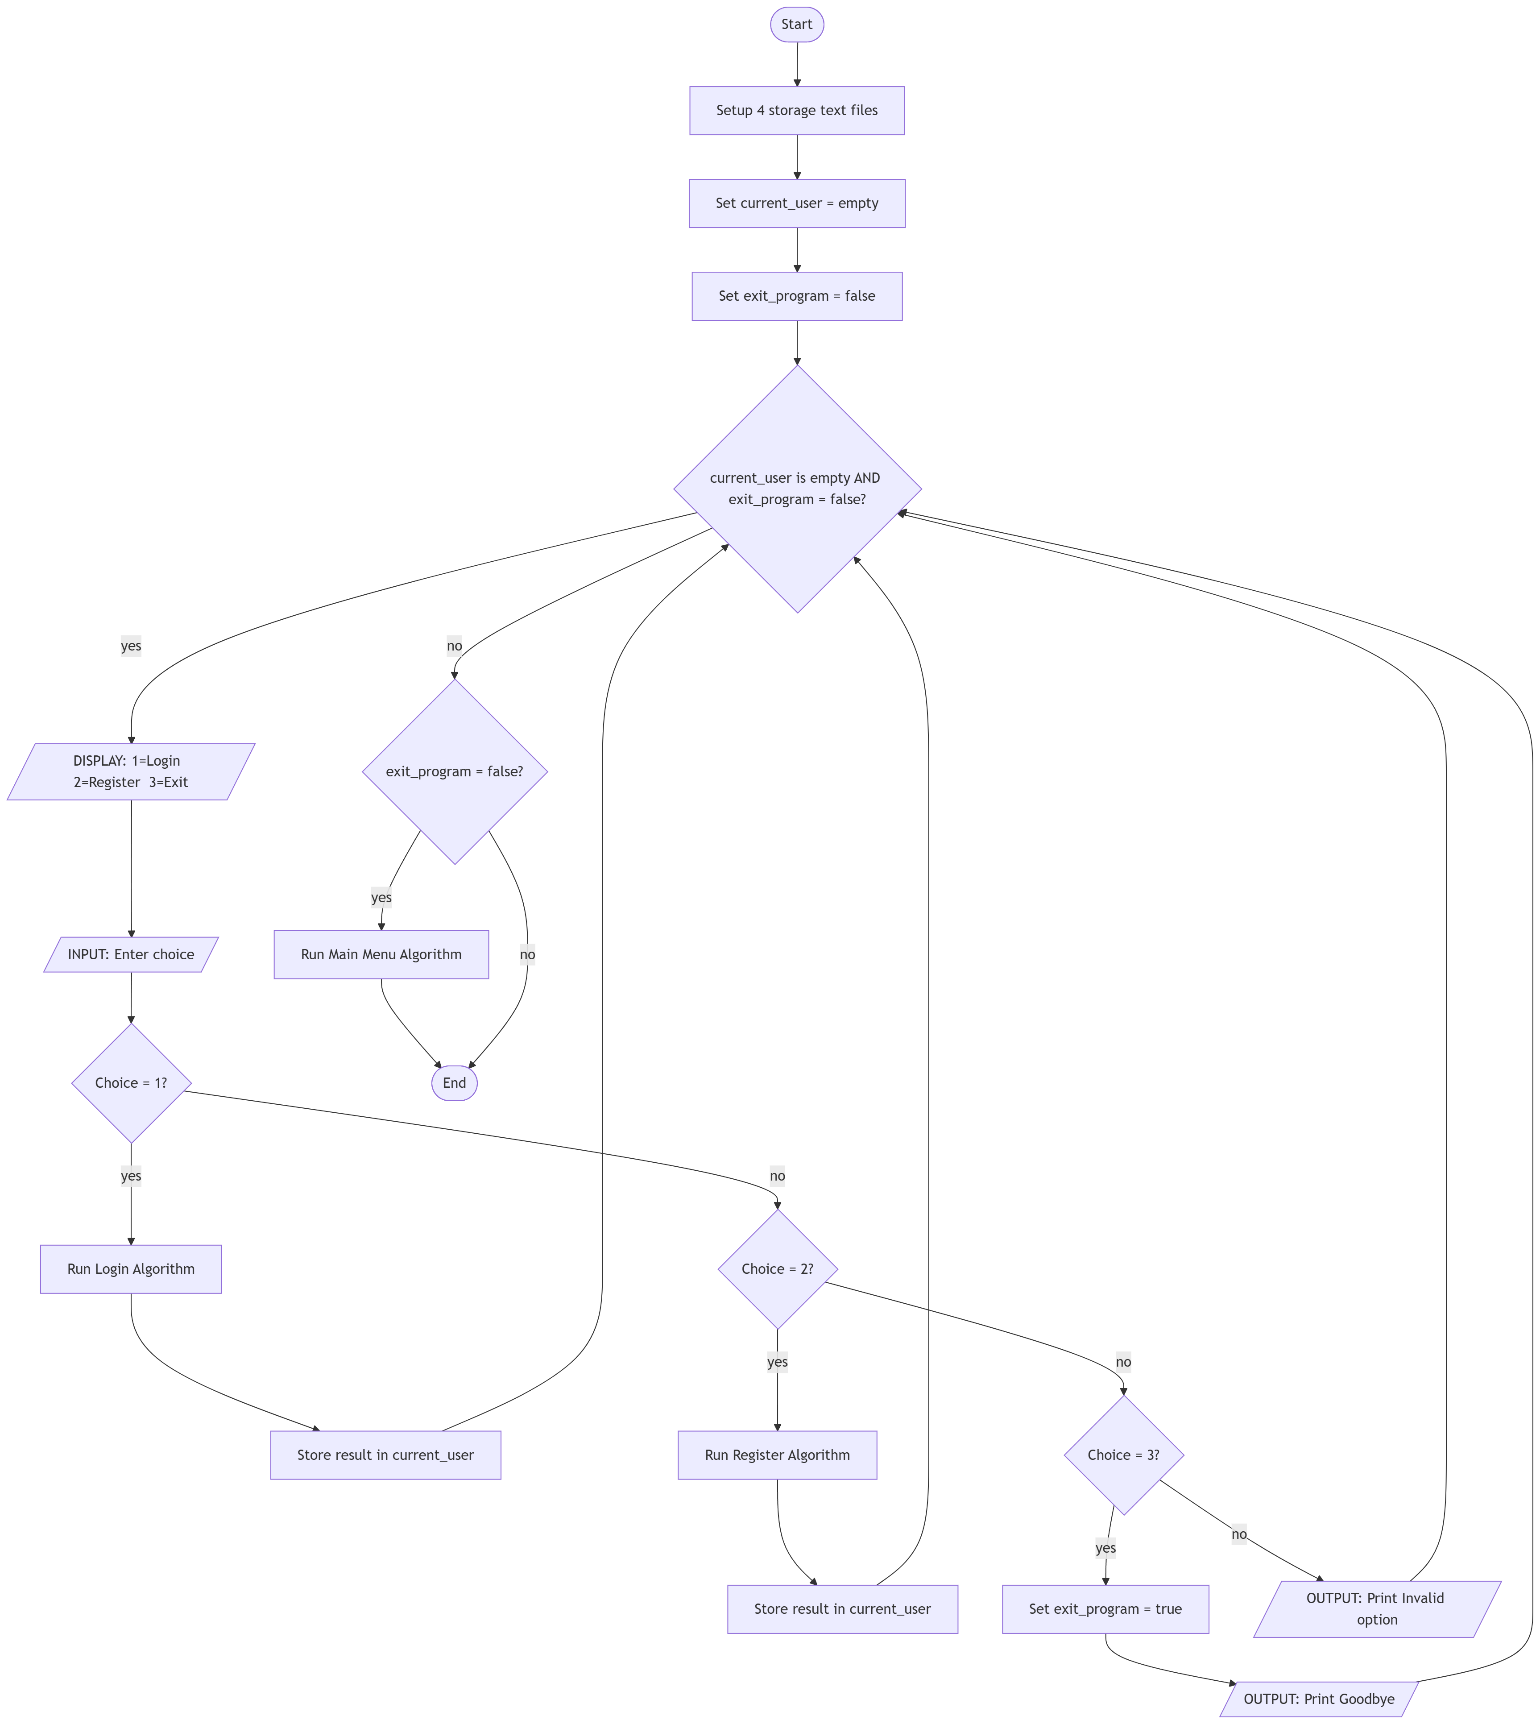 Start
Setup 4 storage text files
Set current_user = empty
Set exit_program = false
current_user is empty AND
exit_program = false?
yes
no
DISPLAY: 1=Login
2=Register  3=Exit
exit_program = false?
yes
Run Main Menu Algorithm
no
INPUT: Enter choice
Choice = 1?
End
yes
no
Run Login Algorithm
Choice = 2?
yes
no
Store result in current_user
Run Register Algorithm
Choice = 3?
yes
no
Store result in current_user
Set exit_program = true
OUTPUT: Print Invalid
option
OUTPUT: Print Goodbye